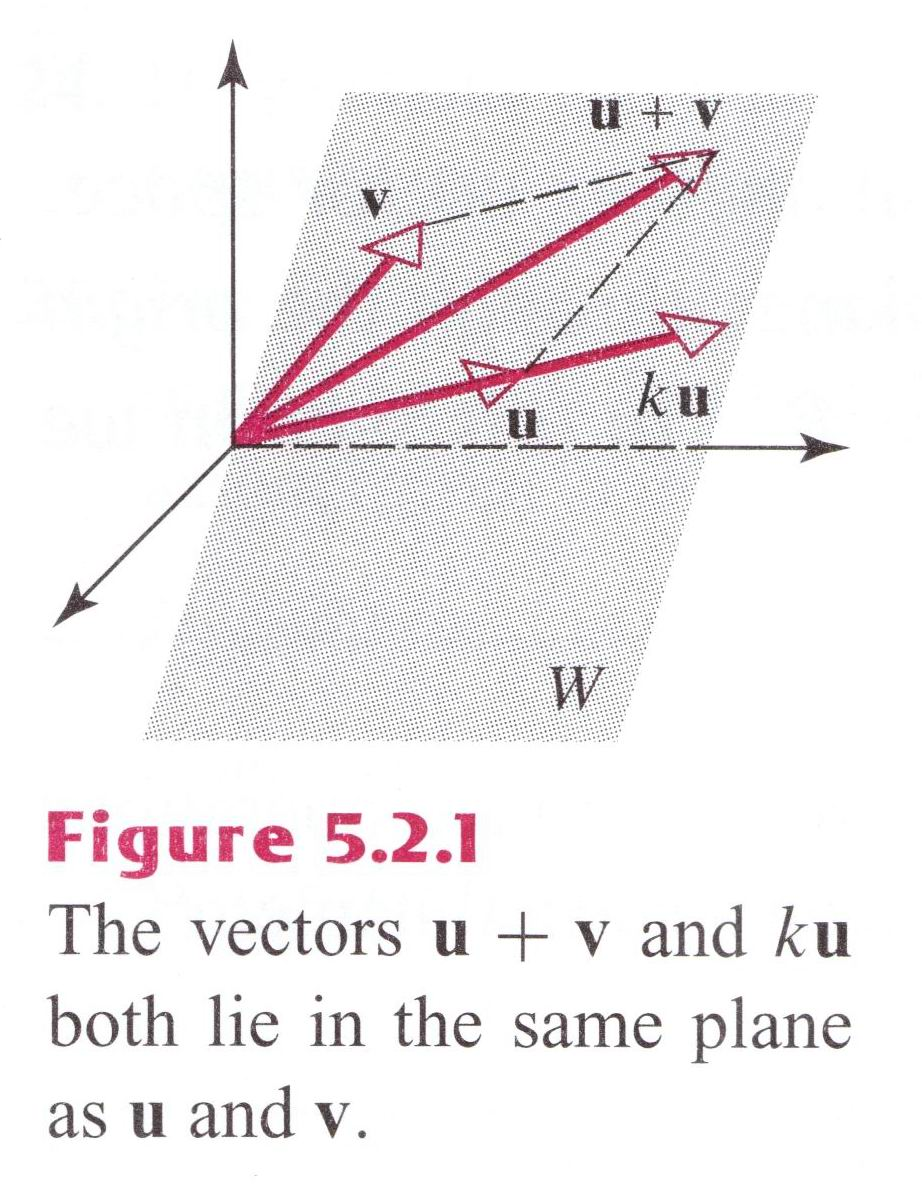 u + v
v
ku
u
W
Figure 5.2.1
The vectors u + v and ku
both lie in the same plane
as u and v.